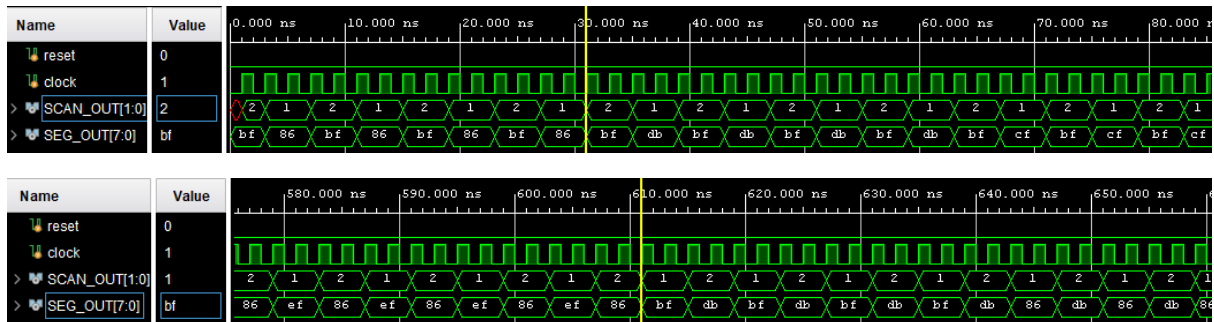 Name Value 0.000 ns 10.000 ns 20.000 ns 30.000 ns 40.000 ns 50.000 ns 60.000 ns 70.000 ns 80.000
reset 0
clock 1
SCAN_OUT[1:0] 2 2 1 2 1 2 1 2 1 2 1 2 1 2 1 2 1 2 1 2 1 2 1
SEG_OUT[7:0] bf bf 86 bf 86 bf 86 bf 86 bf db bf db bf db bf db bf cf bf cf bf cf
Name Value 580.000 ns 590.000 ns 600.000 ns 610.000 ns 620.000 ns 630.000 ns 640.000 ns 650.000 ns
reset 0
clock 1
SCAN_OUT[1:0] 1 2 1 2 1 2 1 2 1 2 1 2 1 2 1 2 1 2 1 2 1 2 1
SEG_OUT[7:0] bf 86 ef 86 ef 86 ef 86 ef 86 bf db bf db bf db bf db 86 db 86 db 86